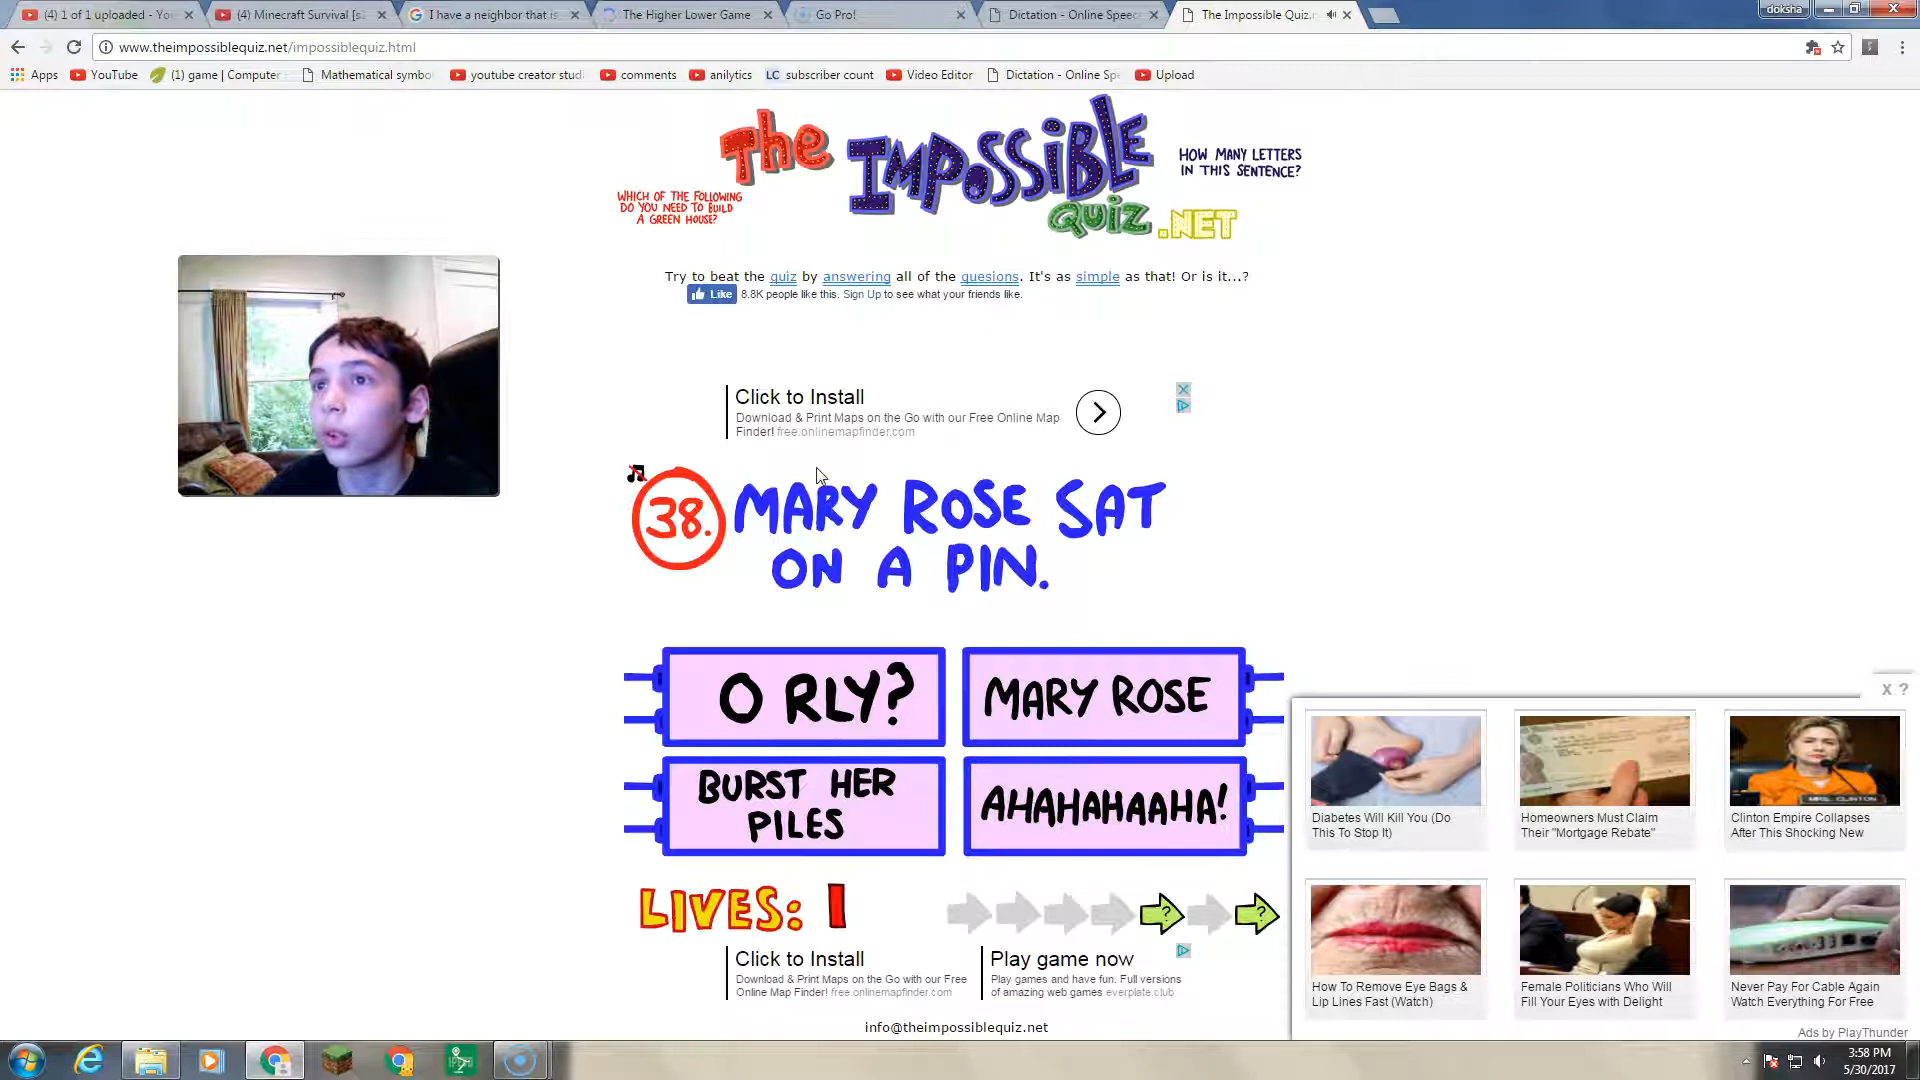 (4) 1 of 1 uploaded - Yo
(4) Minecraft Survival [s
I have a neighbor that is
The Higher Lower Game
Go Pro!
Dictation - Online Speec
The Impossible Quiz.n
doksha
www.theimpossiblequiz.net/impossiblequiz.html
Apps
YouTube
(1) game | Computer
Mathematical symbo
youtube creator studi
comments
anilytics
LC subscriber count
Video Editor
Dictation - Online Spe
Upload
The IMPOSSIBLE QUIZ .NET
WHICH OF THE FOLLOWING
DO YOU NEED TO BUILD
A GREEN HOUSE?
HOW MANY LETTERS
IN THIS SENTENCE?
Try to beat the quiz by answering all of the quesions. It's as simple as that! Or is it...?
Like 8.8K people like this. Sign Up to see what your friends like.
Click to Install
Download & Print Maps on the Go with our Free Online Map
Finder! free.onlinemapfinder.com
38. MARY ROSE SAT
ON A PIN.
O RLY?
MARY ROSE
BURST HER
PILES
AHAHAHAAHA!
LIVES: 1
? ?
Click to Install
Download & Print Maps on the Go with our Free
Online Map Finder! free.onlinemapfinder.com
Play game now
Play games and have fun. Full versions
of amazing web games everplate.club
info@theimpossiblequiz.net
X ?
MRS. CLINTON
Diabetes Will Kill You (Do
This To Stop It)
Homeowners Must Claim
Their "Mortgage Rebate"
Clinton Empire Collapses
After This Shocking New
How To Remove Eye Bags &
Lip Lines Fast (Watch)
Female Politicians Who Will
Fill Your Eyes with Delight
Never Pay For Cable Again
Watch Everything For Free
Ads by PlayThunder
3:58 PM
5/30/2017